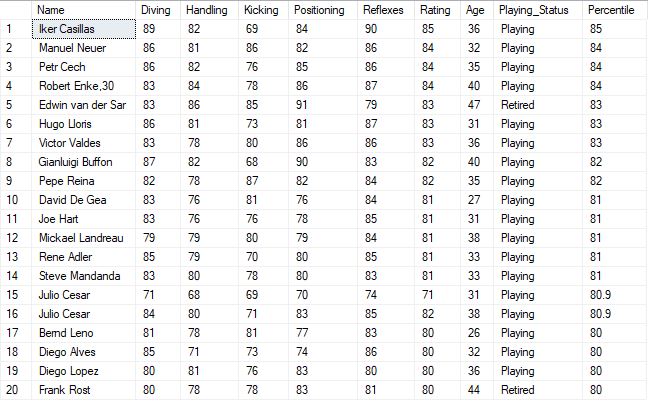 Name Diving Handling Kicking Positioning Reflexes Rating Age Playing_Status Percentile
1 Iker Casillas 89 82 69 84 90 85 36 Playing 85
2 Manuel Neuer 86 81 86 82 86 84 32 Playing 84
3 Petr Cech 86 82 76 85 86 84 35 Playing 84
4 Robert Enke,30 83 84 78 86 87 84 40 Playing 84
5 Edwin van der Sar 83 86 85 91 79 83 47 Retired 83
6 Hugo Lloris 86 81 73 81 87 83 31 Playing 83
7 Victor Valdes 83 78 80 86 86 83 36 Playing 83
8 Gianluigi Buffon 87 82 68 90 83 82 40 Playing 82
9 Pepe Reina 82 78 87 82 84 82 35 Playing 82
10 David De Gea 83 76 81 76 84 81 27 Playing 81
11 Joe Hart 83 76 76 78 85 81 31 Playing 81
12 Mickael Landreau 79 79 80 79 84 81 38 Playing 81
13 Rene Adler 85 79 70 80 85 81 33 Playing 81
14 Steve Mandanda 83 80 78 80 83 81 33 Playing 81
15 Julio Cesar 71 68 69 70 74 71 31 Playing 80.9
16 Julio Cesar 84 80 71 83 85 82 38 Playing 80.9
17 Bernd Leno 81 78 81 77 83 80 26 Playing 80
18 Diego Alves 85 71 73 74 86 80 32 Playing 80
19 Diego Lopez 80 81 76 83 80 80 36 Playing 80
20 Frank Rost 80 78 78 83 81 80 44 Retired 80